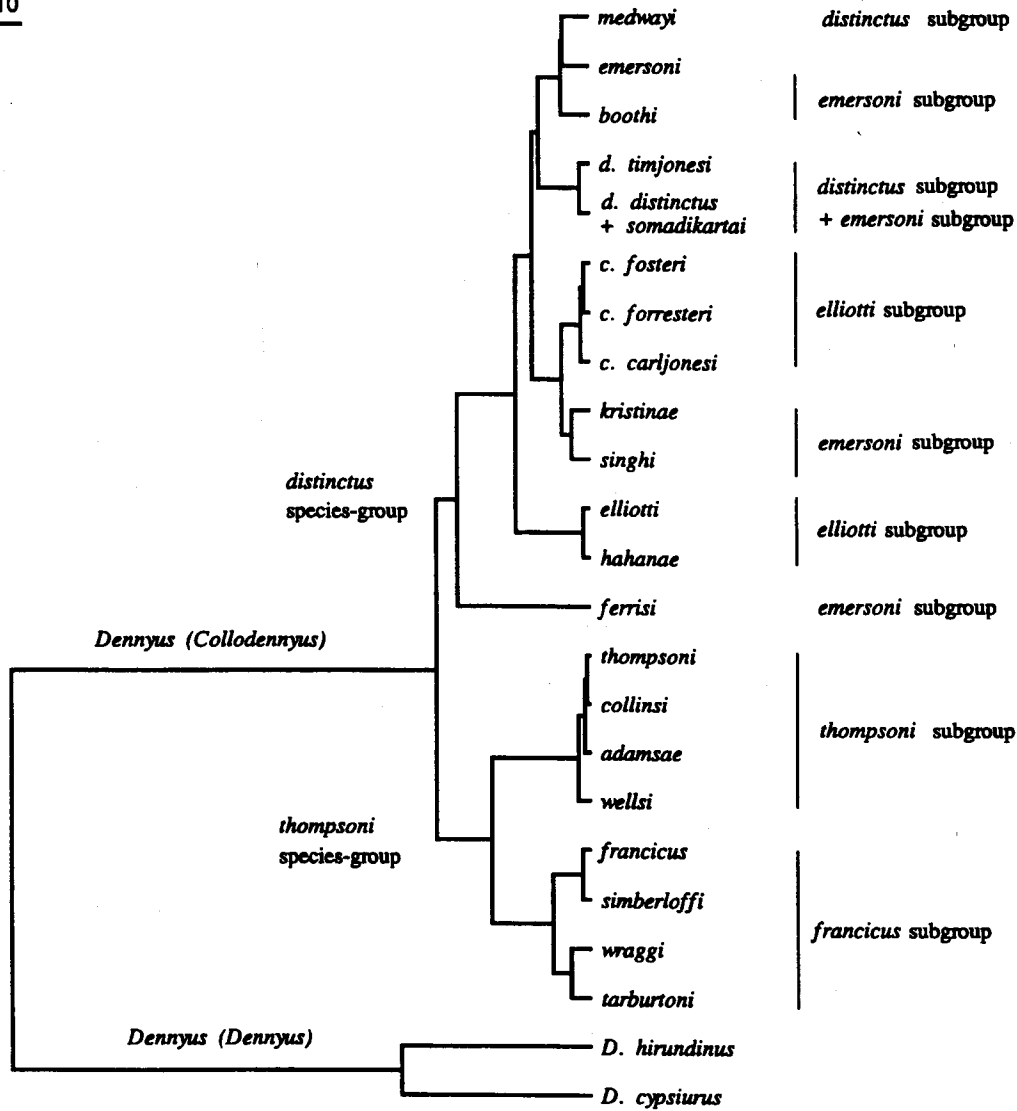 10
medwayi distinctus subgroup
emersoni
emersoni subgroup
boothi
d. timjonesi
distinctus subgroup
d. distinctus
+ somadikartai
+ emersoni subgroup
c. fosteri
c. forresteri
elliotti subgroup
c. carljonesi
kristinae
emersoni subgroup
singhi
distinctus
species-group
elliotti
elliotti subgroup
hahanae
ferrisi emersoni subgroup
Dennyus (Collodennyus)
thompsoni
collinsi
thompsoni subgroup
adamsae
wellsi
thompsoni
species-group
francicus
simberloffi
francicus subgroup
wraggi
tarburtoni
Dennyus (Dennyus)
D. hirundinus
D. cypsiurus